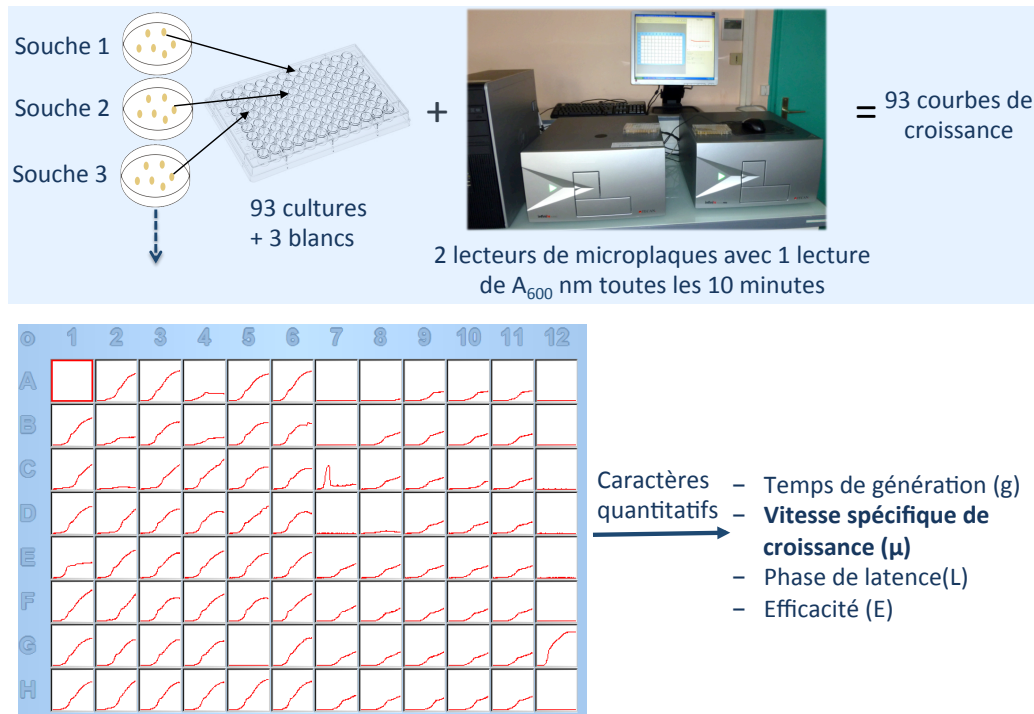 Souche 1
Souche 2
Souche 3
93 cultures
+ 3 blancs
+
2 lecteurs de microplaques avec 1 lecture
de A600 nm toutes les 10 minutes
= 93 courbes de
croissance
o 1 2 3 4 5 6 7 8 9 10 11 12
A
B
C
D
E
F
G
H
Caractères
quantitatifs
– Temps de génération (g)
– Vitesse spécifique de
croissance (μ)
– Phase de latence(L)
– Efficacité (E)